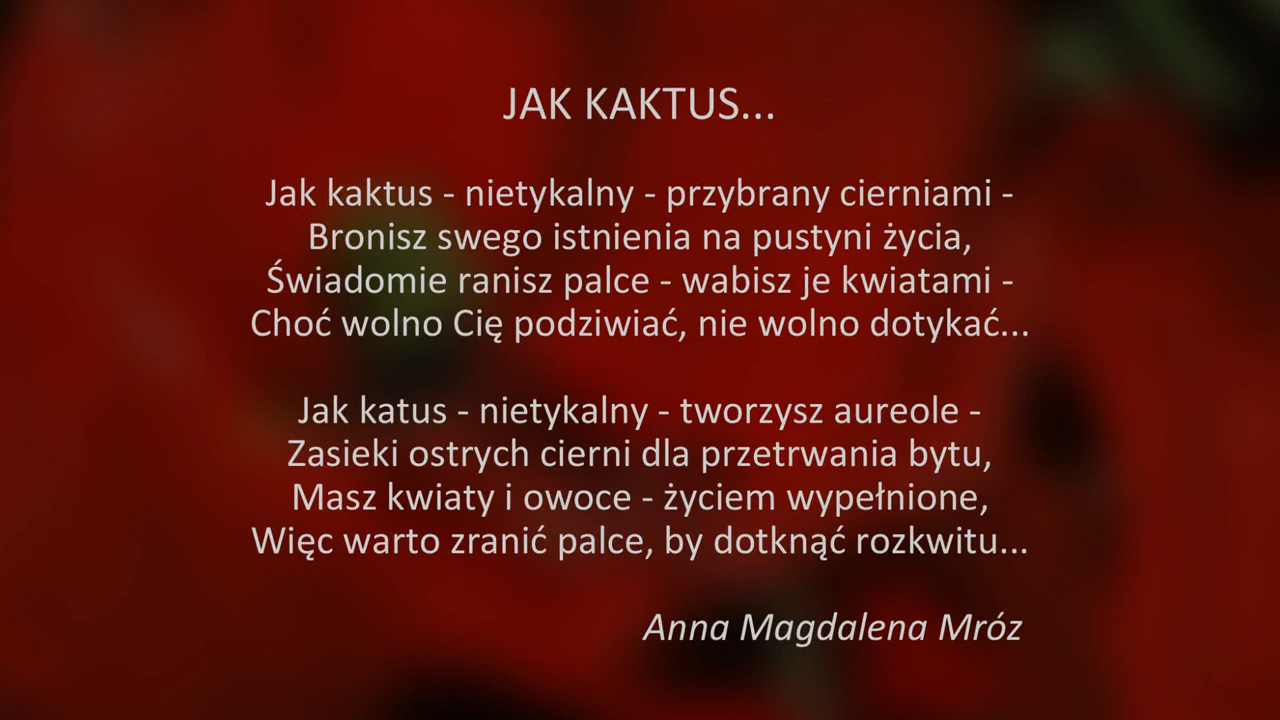 JAK KAKTUS...
Jak kaktus - nietykalny - przybrany cierniami -
Bronisz swego istnienia na pustyni życia,
Świadomie ranisz palce - wabisz je kwiatami -
Choć wolno Cię podziwiać, nie wolno dotykać...
Jak katus - nietykalny - tworzysz aureole -
Zasieki ostrych cierni dla przetrwania bytu,
Masz kwiaty i owoce - życiem wypełnione,
Więc warto zranić palce, by dotknąć rozkwitu...
Anna Magdalena Mróz